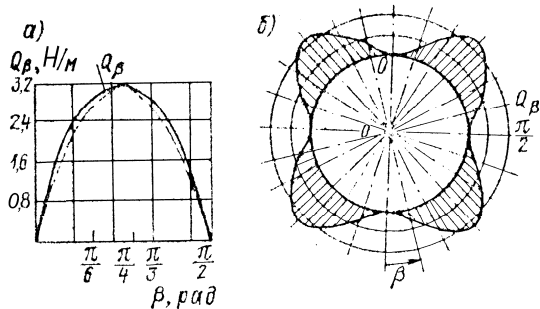 а)
Qβ, Н/м
Qβ
3,2
2,4
1,6
0,8
π/6
π/4
π/3
π/2
β, рад
б)
0
0
Qβ
π/2
β